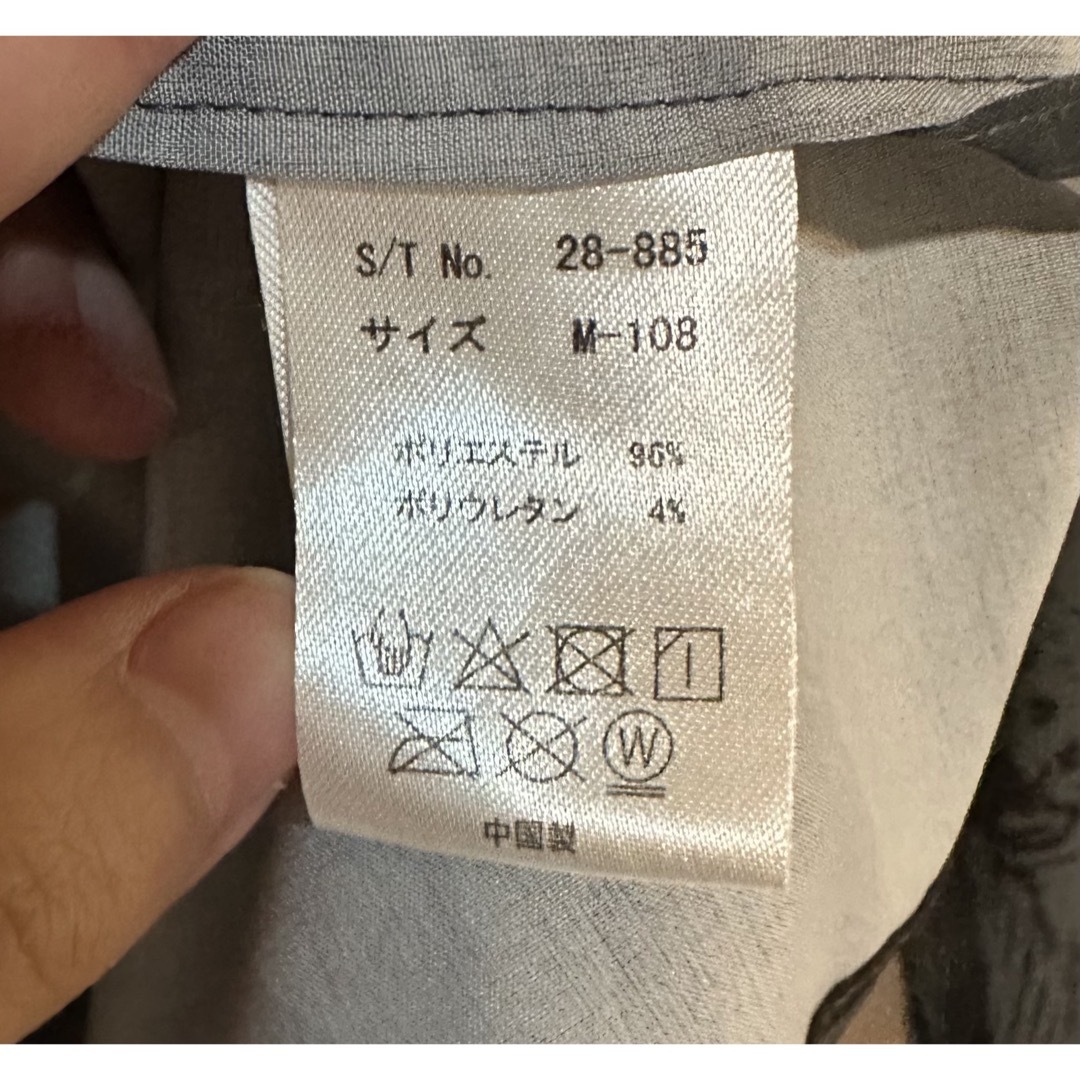 S/T No. 28-885
サイズ M-108
ポリエステル 96%
ポリウレタン 4%
W
中国製